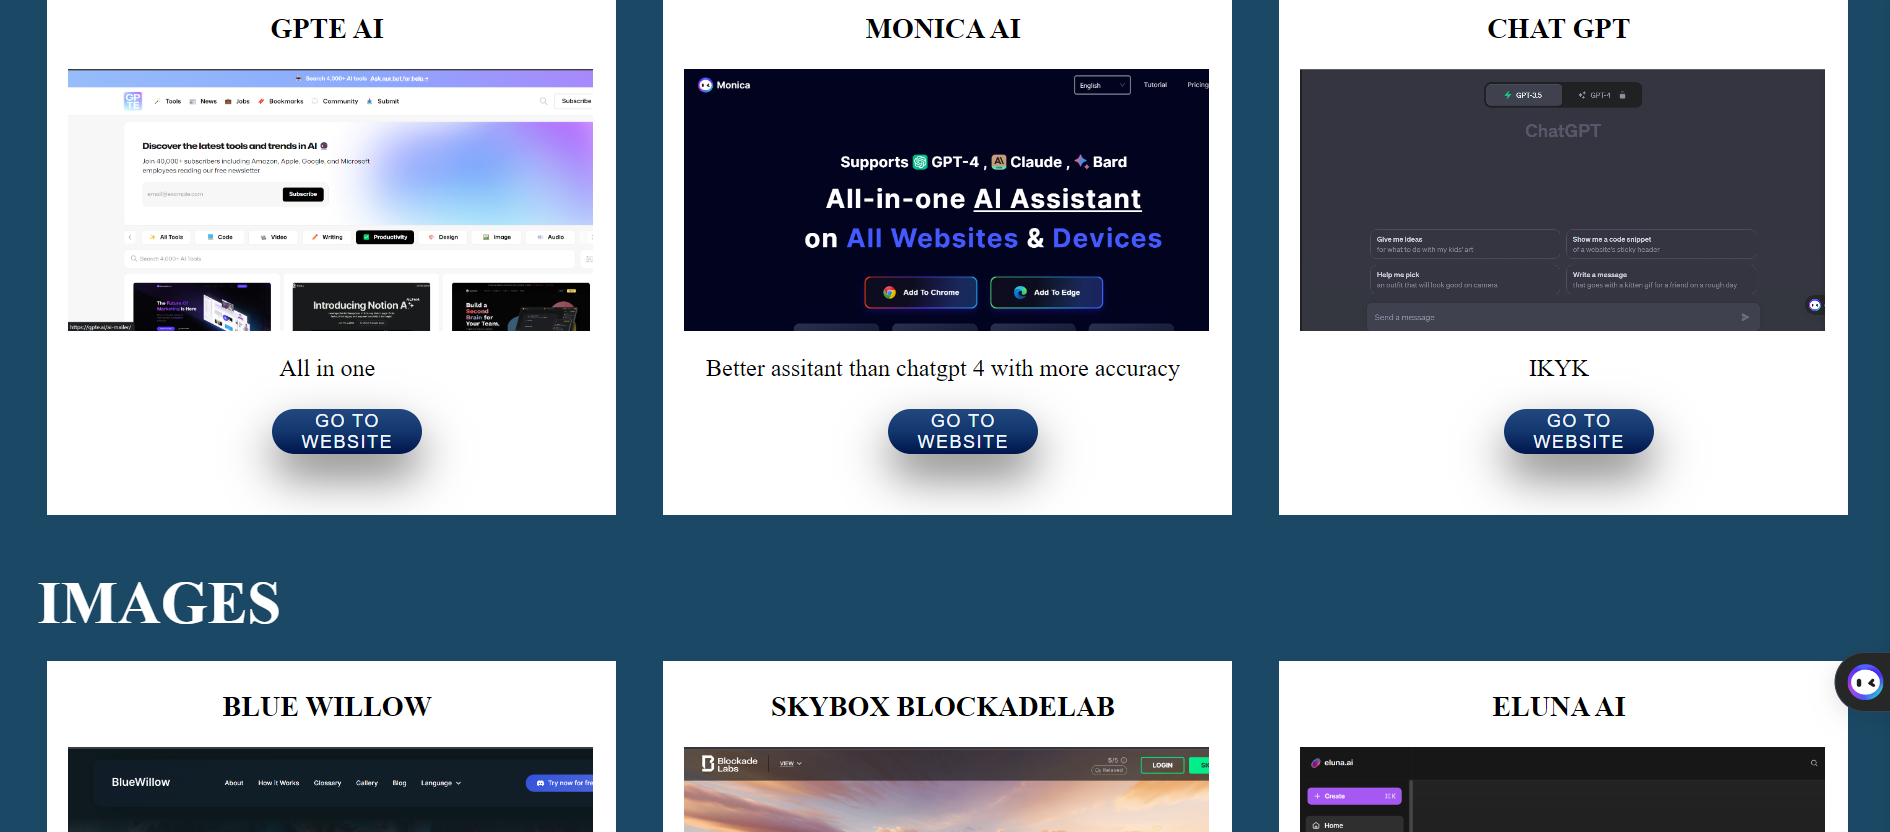 GPTE AI
Search 4,000+ AI tools Ask our bot for help →
GPTE
Tools News Jobs Bookmarks Community Submit
Subscribe
Discover the latest tools and trends in AI
Join 40,000+ subscribers including Amazon, Apple, Google, and Microsoft
employees reading our free newsletter
email@example.com
Subscribe
All Tools Code Video Writing Productivity Design Image Audio
Search 4,000+ AI Tools
The Future Of
Marketing Is Here
Introducing Notion AI
Build a
Second
Brain for
Your Team.
https://gpte.ai/ai-mailer/
All in one
GO TO
WEBSITE
MONICA AI
Monica
English
Tutorial
Pricing
Supports GPT-4 , Claude , Bard
All-in-one AI Assistant
on All Websites & Devices
Add To Chrome
Add To Edge
Better assitant than chatgpt 4 with more accuracy
GO TO
WEBSITE
CHAT GPT
GPT-3.5
GPT-4
ChatGPT
Give me ideas
for what to do with my kids' art
Show me a code snippet
of a website's sticky header
Help me pick
an outfit that will look good on camera
Write a message
that goes with a kitten gif for a friend on a rough day
Send a message
IKYK
GO TO
WEBSITE
IMAGES
BLUE WILLOW
BlueWillow
About How it Works Glossary Gallery Blog Language
Try now for fre
SKYBOX BLOCKADELAB
Blockade
Labs
VIEW
5/5
Relaxed
LOGIN
SI
ELUNA AI
eluna.ai
+ Create
⌘K
Home